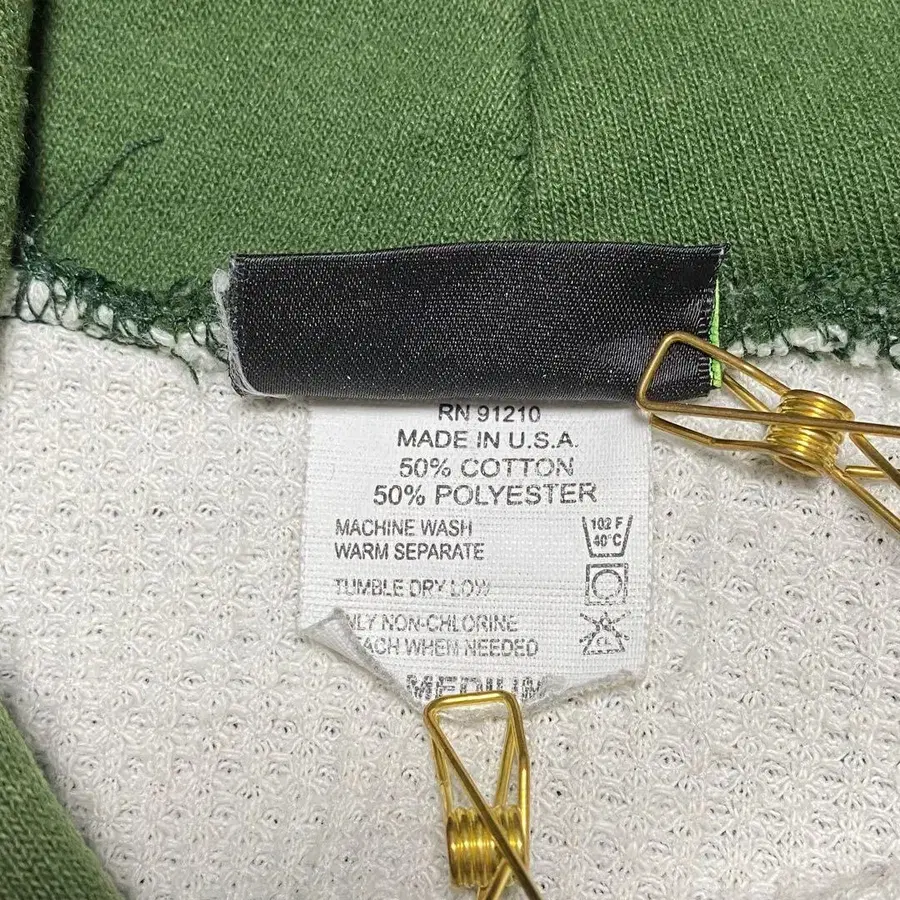 RN 91210
MADE IN U.S.A.
50% COTTON
50% POLYESTER
MACHINE WASH
WARM SEPARATE
102 F
40°C
TUMBLE DRY LOW
NON-CHLORINE
WHEN NEEDED
MEDIUM